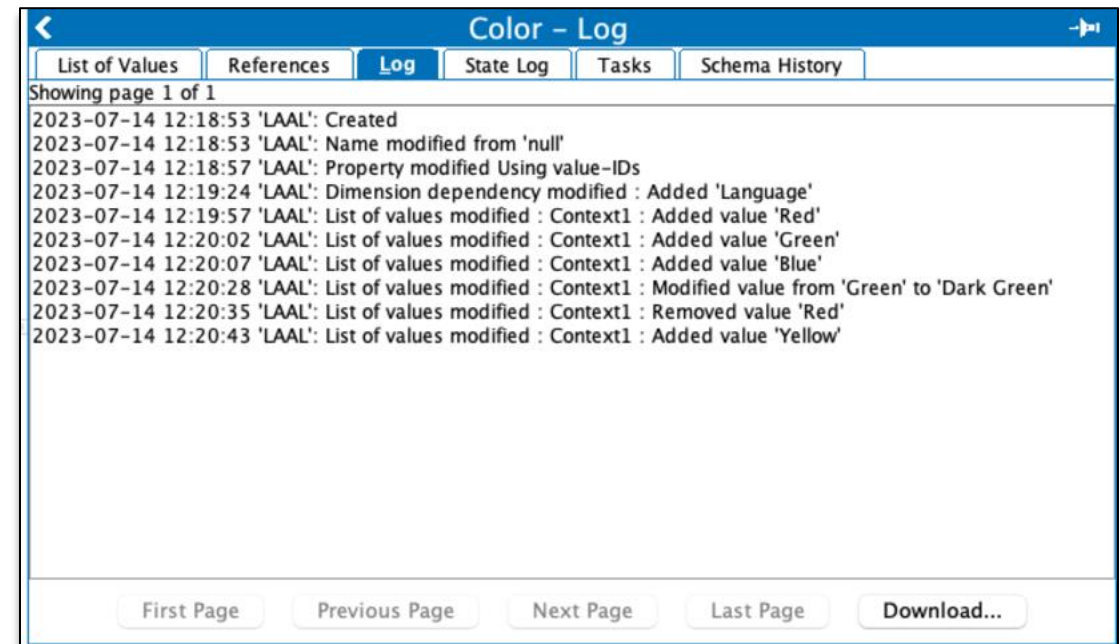 Color – Log
List of Values References Log State Log Tasks Schema History
Showing page 1 of 1
2023-07-14 12:18:53 'LAAL': Created
2023-07-14 12:18:53 'LAAL': Name modified from 'null'
2023-07-14 12:18:57 'LAAL': Property modified Using value-IDs
2023-07-14 12:19:24 'LAAL': Dimension dependency modified : Added 'Language'
2023-07-14 12:19:57 'LAAL': List of values modified : Context1 : Added value 'Red'
2023-07-14 12:20:02 'LAAL': List of values modified : Context1 : Added value 'Green'
2023-07-14 12:20:07 'LAAL': List of values modified : Context1 : Added value 'Blue'
2023-07-14 12:20:28 'LAAL': List of values modified : Context1 : Modified value from 'Green' to 'Dark Green'
2023-07-14 12:20:35 'LAAL': List of values modified : Context1 : Removed value 'Red'
2023-07-14 12:20:43 'LAAL': List of values modified : Context1 : Added value 'Yellow'
First Page Previous Page Next Page Last Page Download...